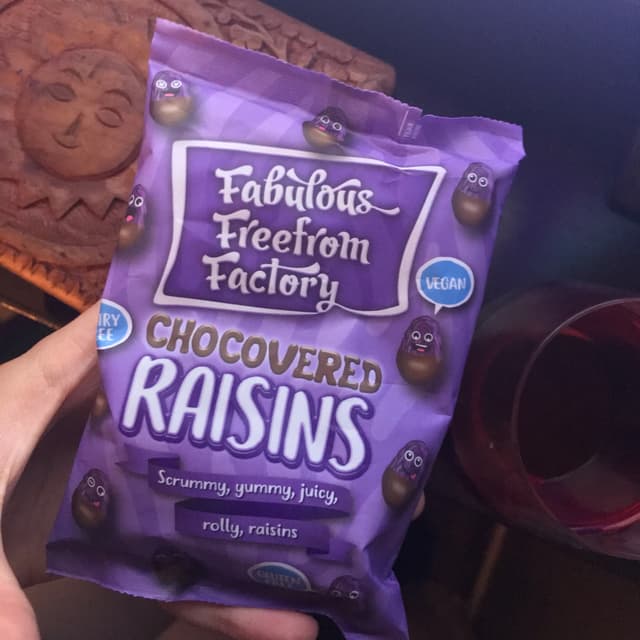 Fabulous
Freefrom
Factory
VEGAN
CHOCOVERED
RAISINS
Scrummy, yummy, juicy,
rolly, raisins